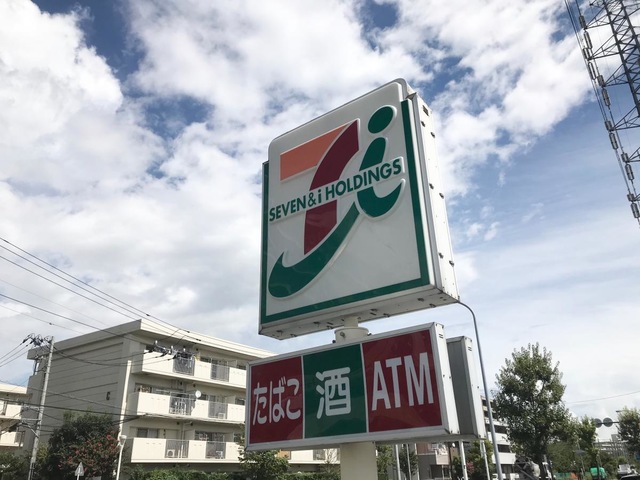 SEVEN&i HOLDINGS
たばこ 酒 ATM